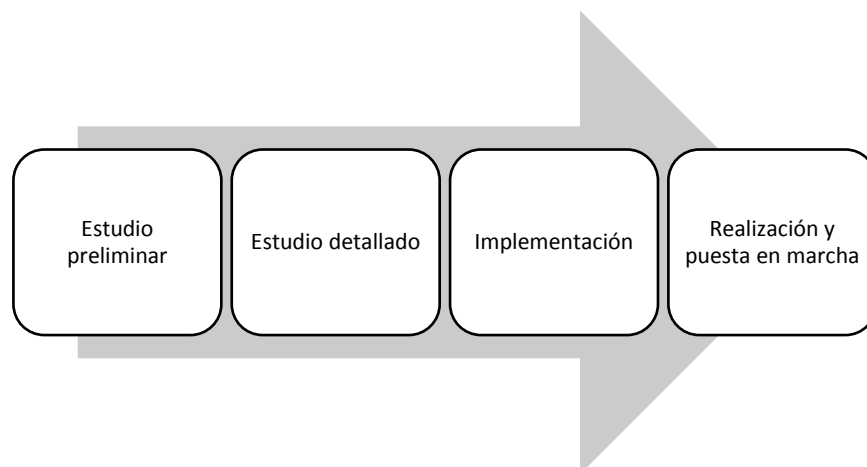 Estudio
preliminar
Estudio detallado
Implementación
Realización y
puesta en marcha